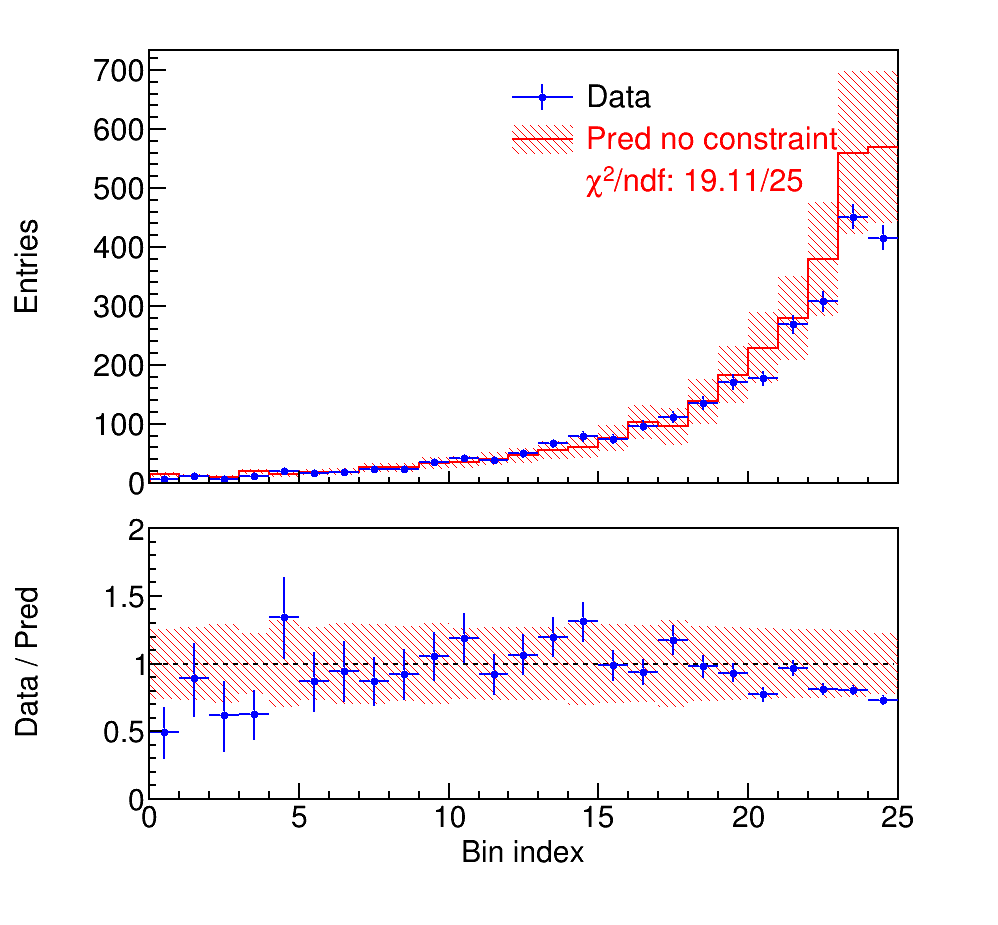 700
600
500
400
300
200
100
0
Entries
Data
Pred no constraint
χ²/ndf: 19.11/25
2
1.5
1
0.5
0
Data / Pred
0 5 10 15 20 25
Bin index